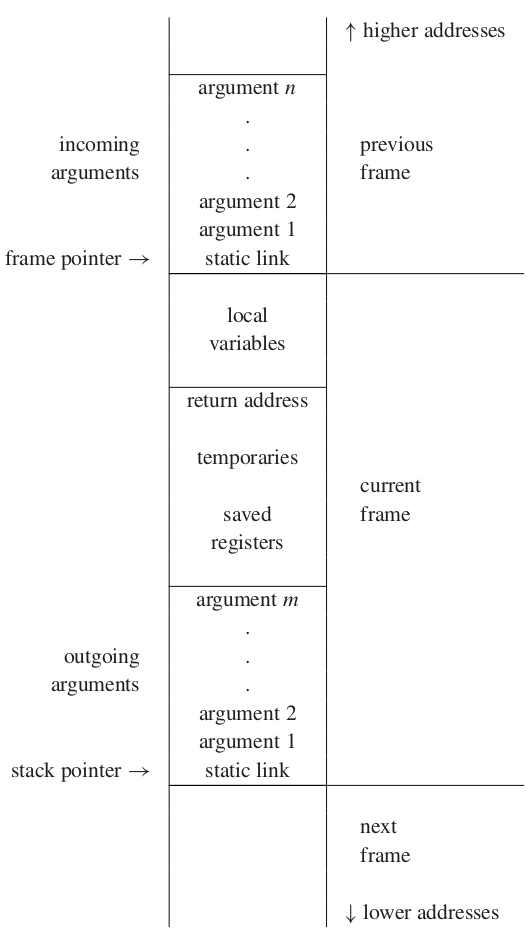 ↑ higher addresses
argument n
.
incoming . previous
arguments . frame
argument 2
argument 1
frame pointer → static link
local
variables
return address
temporaries
current
saved frame
registers
argument m
.
outgoing .
arguments .
argument 2
argument 1
stack pointer → static link
next
frame
↓ lower addresses